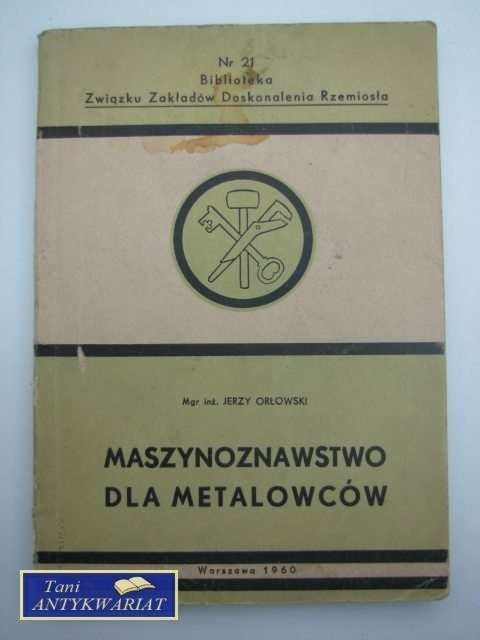 Nr 21
Biblioteka
Związku Zakładów Doskonalenia Rzemiosła
Mgr inż. JERZY ORŁOWSKI
MASZYNOZNAWSTWO
DLA METALOWCÓW
Warszawa 1960
Tani
ANTYKWARIAT